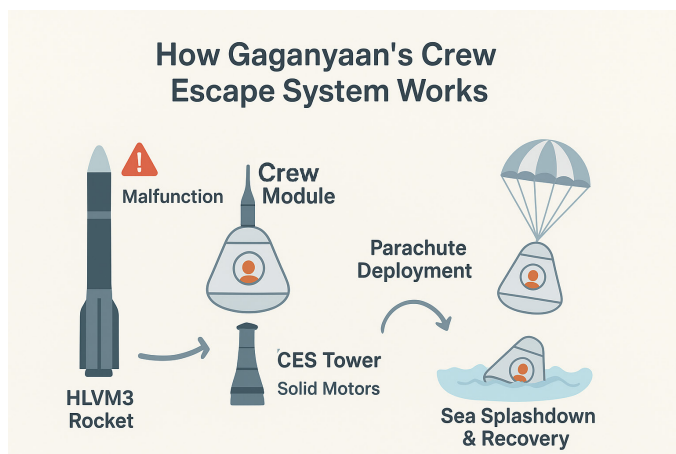 How Gaganyaan's Crew
Escape System Works
Malfunction
Crew
Module
HLVM3
Rocket
CES Tower
Solid Motors
Parachute
Deployment
Sea Splashdown
& Recovery